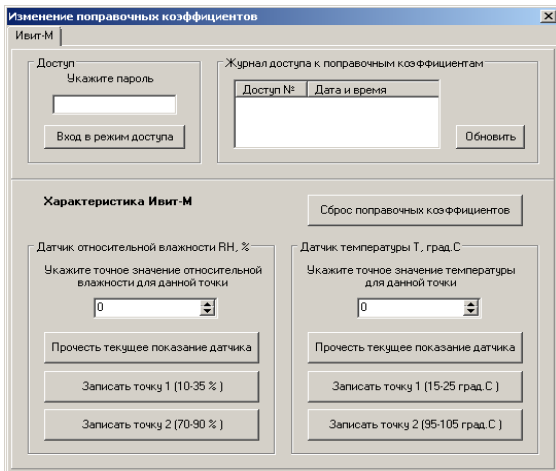 Изменение поправочных коэффициентов
Ивит-М
Доступ
Укажите пароль
Вход в режим доступа
Журнал доступа к поправочным коэффициентам
Доступ № Дата и время
Обновить
Характеристика Ивит-М
Сброс поправочных коэффициентов
Датчик относительной влажности RH, %
Укажите точное значение относительной
влажности для данной точки
0
Прочесть текущее показание датчика
Записать точку 1 (10-35 % )
Записать точку 2 (70-90 % )
Датчик температуры Т, град.С
Укажите точное значение температуры
для данной точки
0
Прочесть текущее показание датчика
Записать точку 1 (15-25 град.С )
Записать точку 2 (95-105 град.С )